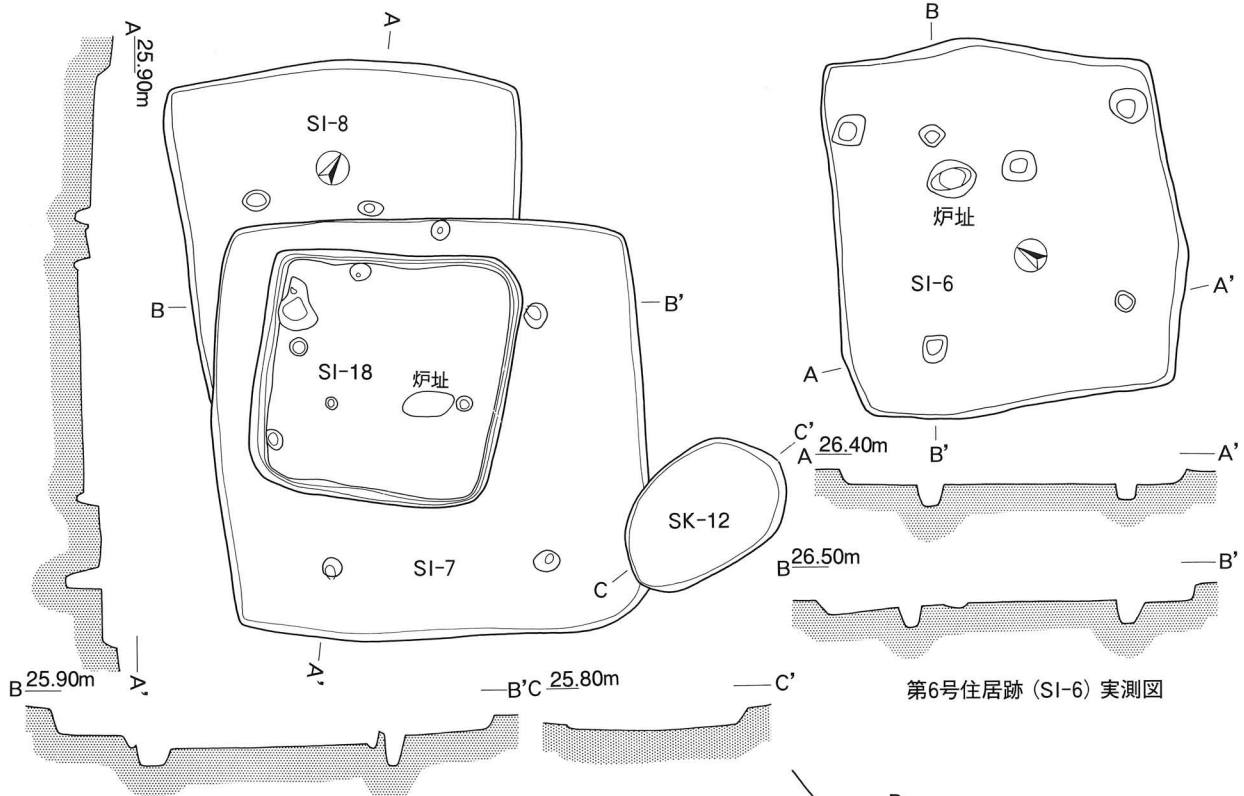 A
25.90m
A
SI-8
B
B'
SI-18
炉址
SI-7
SK-12
C'
C
A'
A'
B 25.90m
B'
C 25.80m
C'
B
炉址
SI-6
A'
A
B'
A 26.40m
A'
B 26.50m
B'
第6号住居跡 (SI-6) 実測図